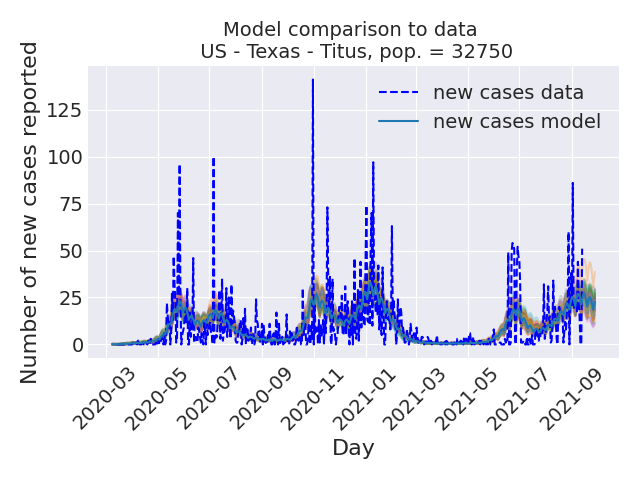 Model comparison to data
US - Texas - Titus, pop. = 32750
new cases data
new cases model
Number of new cases reported
125
100
75
50
25
0
2020-03
2020-05
2020-07
2020-09
2020-11
2021-01
2021-03
2021-05
2021-07
2021-09
Day